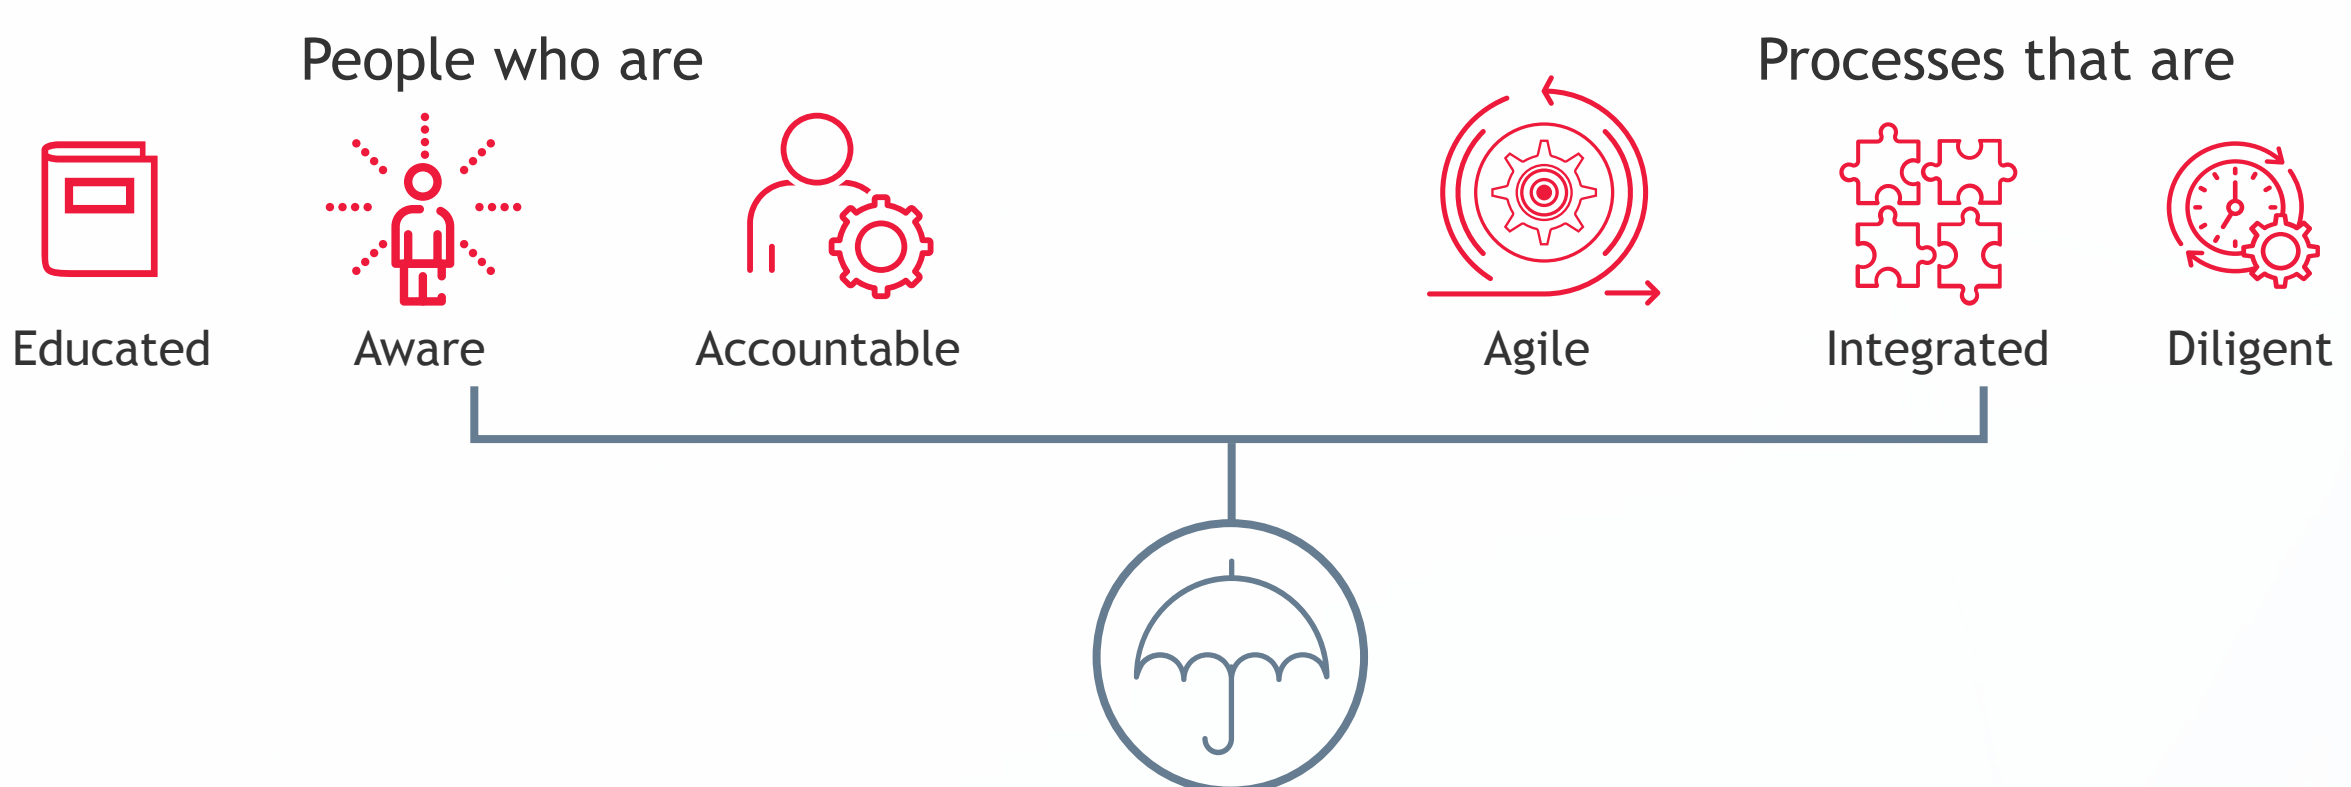 People who are
Educated
Aware
Accountable
Processes that are
Agile
Integrated
Diligent